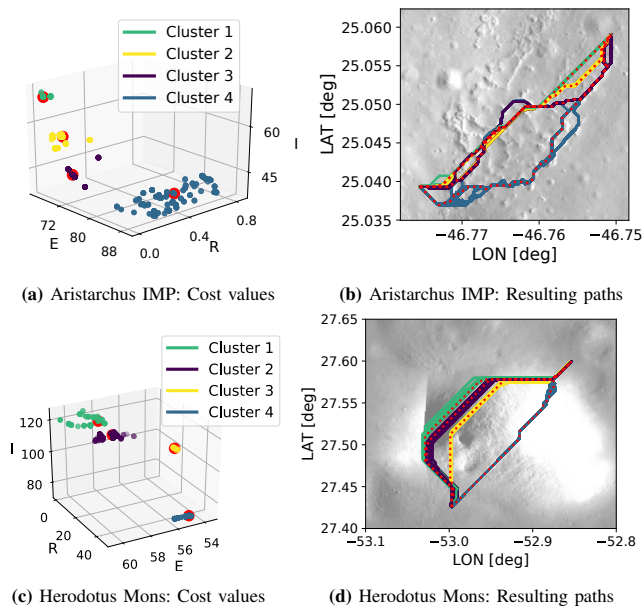 Cluster 1
Cluster 2
Cluster 3
Cluster 4
60
45
I
72
80
88
E
0.0
0.4
0.8
R
(a) Aristarchus IMP: Cost values
25.060
25.055
25.050
25.045
25.040
25.035
LAT [deg]
−46.77
−46.76
−46.75
LON [deg]
(b) Aristarchus IMP: Resulting paths
Cluster 1
Cluster 2
Cluster 3
Cluster 4
120
100
80
I
0
20
40
R
60
58
56
54
E
(c) Herodotus Mons: Cost values
27.65
27.60
27.55
27.50
27.45
27.40
LAT [deg]
−53.1
−53.0
−52.9
−52.8
LON [deg]
(d) Herodotus Mons: Resulting paths